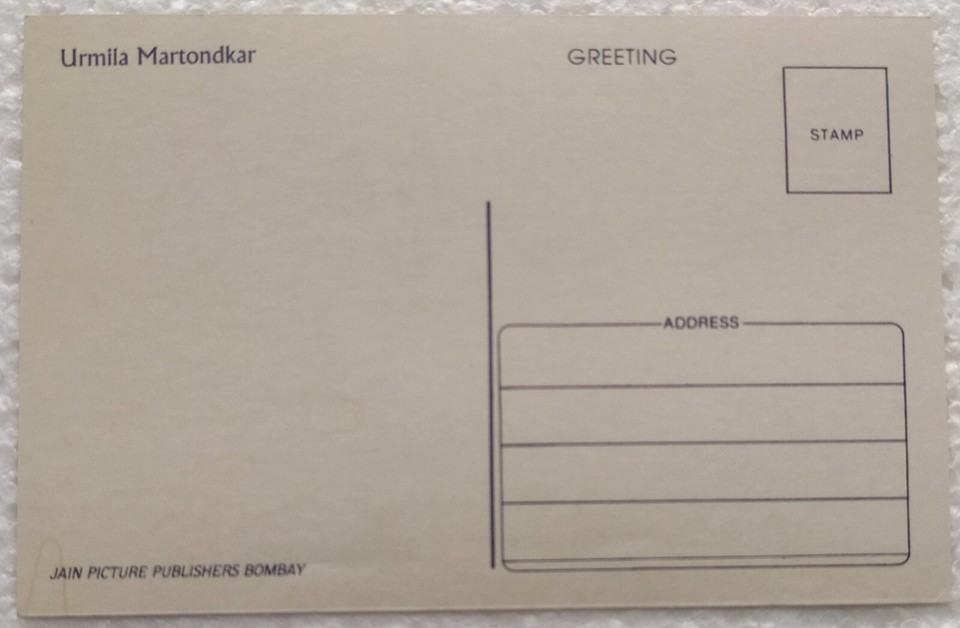 Urmila Martondkar
GREETING
STAMP
ADDRESS
JAIN PICTURE PUBLISHERS BOMBAY